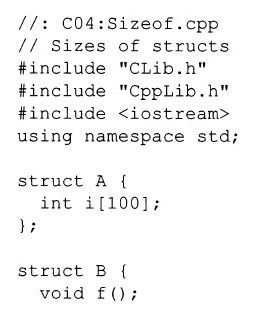 //: C04:Sizeof.cpp
// Sizes of structs
#include "CLib.h"
#include "CppLib.h"
#include <iostream>
using namespace std;

struct A {
  int i[100];
};

struct B {
  void f();